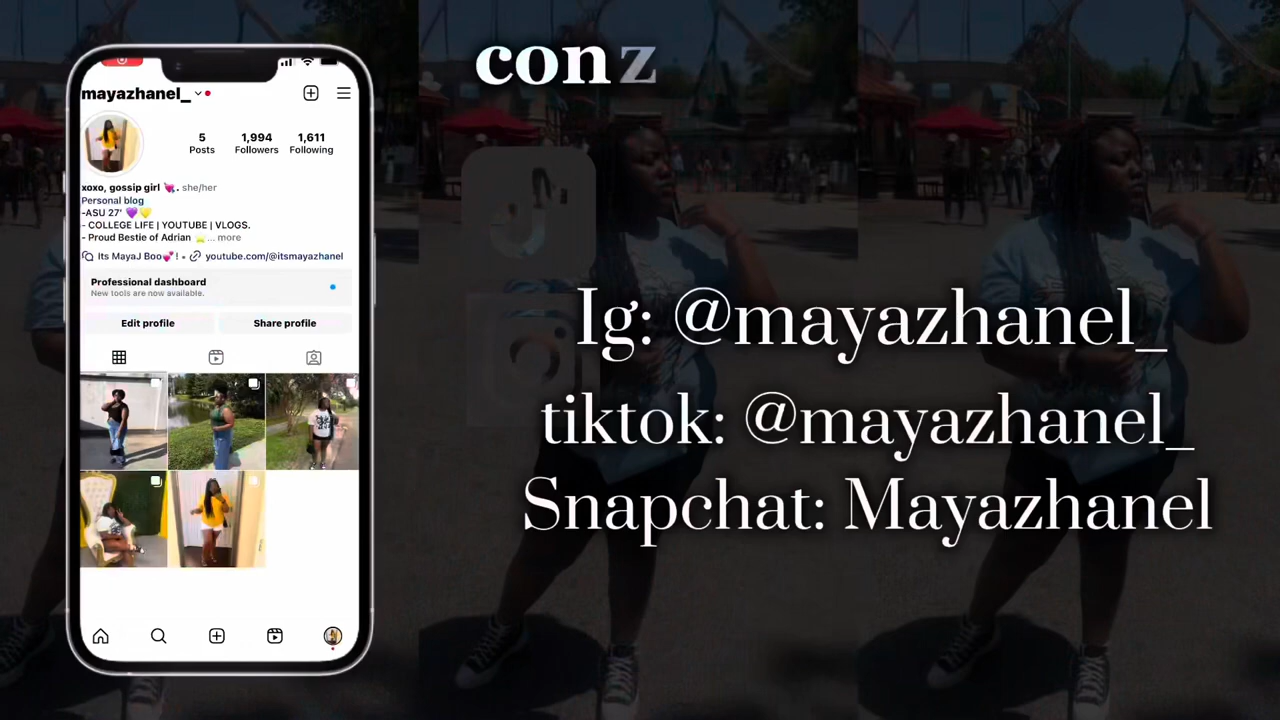 con z
mayazhanel_
5 1,994 1,611
Posts Followers Following
xoxo, gossip girl 💘. she/her
Personal blog
-ASU 27' 💜💛
- COLLEGE LIFE | YOUTUBE | VLOGS.
- Proud Bestie of Adrian ... more
Its MayaJ Boo💕! • youtube.com/@itsmayazhanel
Professional dashboard
New tools are now available.
Edit profile Share profile
Ig: @mayazhanel_
tiktok: @mayazhanel_
Snapchat: Mayazhanel